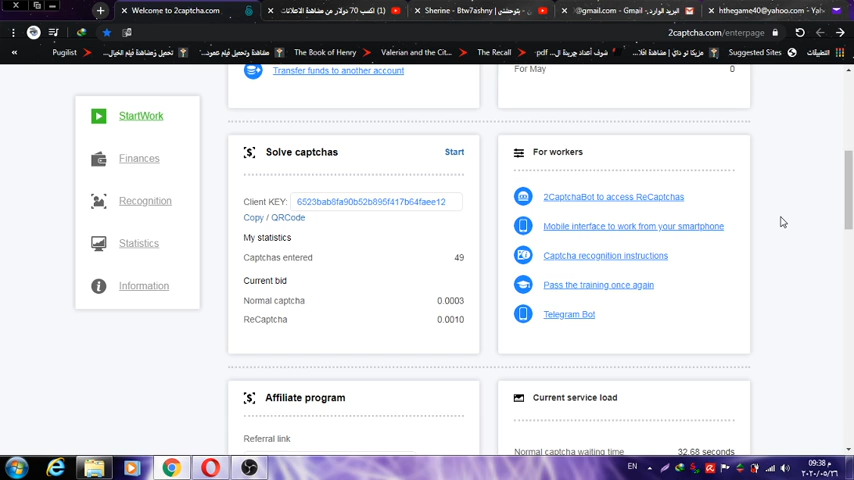 Welcome to 2captcha.com
(1) اكسب 70 دولار من مشاهدة الاعلانات
Sherine - Btw7ashny | بتوحشني
البريد الوارد - @gmail.com - Gmail
hthegame40@yahoo.com
2captcha.com/enterpage
Pugilist
The Book of Henry
Valerian and the Cit...
The Recall
Suggested Sites
التطبيقات
Transfer funds to another account
For May
0
StartWork
Finances
Recognition
Statistics
Information
Solve captchas
Start
Client KEY:
6523bab8fa90b52b895f417b64faee12
Copy / QRCode
My statistics
Captchas entered
49
Current bid
Normal captcha
0.0003
ReCaptcha
0.0010
For workers
2CaptchaBot to access ReCaptchas
Mobile interface to work from your smartphone
Captcha recognition instructions
Pass the training once again
Telegram Bot
Affiliate program
Referral link
Current service load
Normal captcha waiting time
32.68 seconds
EN
09:38 م
٢٠٢٠/٠٥/٢٦